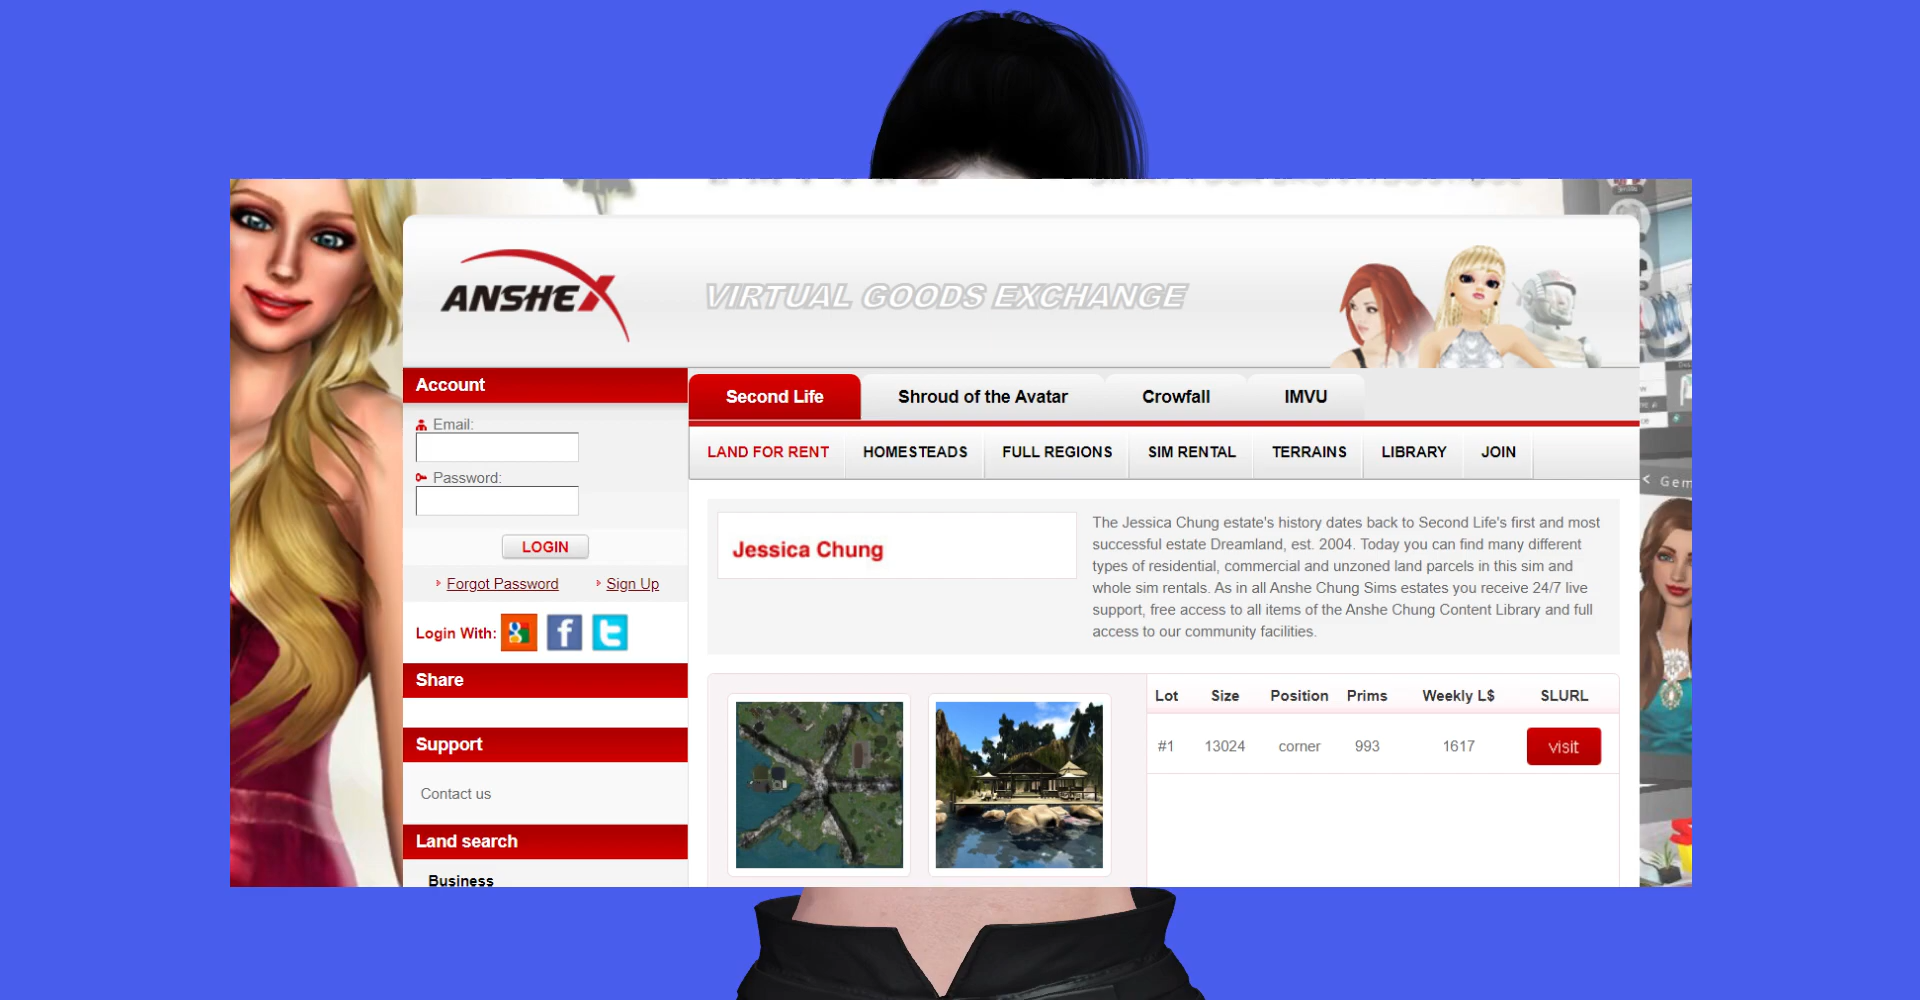 ANSHEX
VIRTUAL GOODS EXCHANGE
Account
Email:
Password:
LOGIN
Forgot Password
Sign Up
Login With:
Share
Support
Contact us
Land search
Business
Second Life
Shroud of the Avatar
Crowfall
IMVU
LAND FOR RENT
HOMESTEADS
FULL REGIONS
SIM RENTAL
TERRAINS
LIBRARY
JOIN
Jessica Chung
The Jessica Chung estate's history dates back to Second Life's first and most
successful estate Dreamland, est. 2004. Today you can find many different
types of residential, commercial and unzoned land parcels in this sim and
whole sim rentals. As in all Anshe Chung Sims estates you receive 24/7 live
support, free access to all items of the Anshe Chung Content Library and full
access to our community facilities.
Lot Size Position Prims Weekly L$ SLURL
#1 13024 corner 993 1617 visit
< Gem